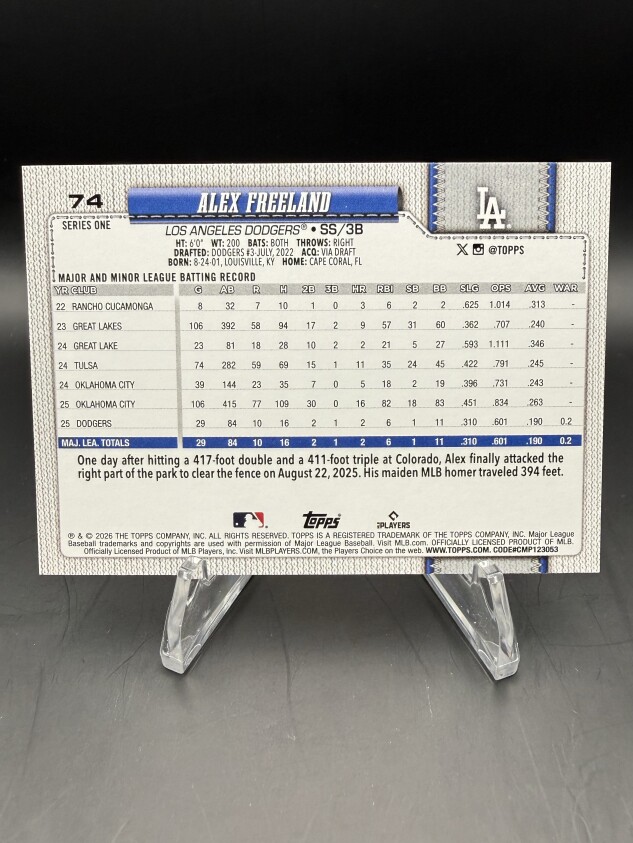 74
ALEX FREELAND
LA
SERIES ONE
LOS ANGELES DODGERS® • SS/3B
HT: 6'0" WT: 200 BATS: BOTH THROWS: RIGHT
DRAFTED: DODGERS #3-JULY, 2022 ACQ: VIA DRAFT
BORN: 8-24-01, LOUISVILLE, KY HOME: CAPE CORAL, FL
X @TOPPS
MAJOR AND MINOR LEAGUE BATTING RECORD
YR CLUB G AB R H 2B 3B HR RBI SB BB SLG OPS AVG WAR
22 RANCHO CUCAMONGA 8 32 7 10 1 0 3 6 2 2 .625 1.014 .313 -
23 GREAT LAKES 106 392 58 94 17 2 9 57 31 60 .362 .707 .240 -
24 GREAT LAKE 23 81 18 28 10 2 2 21 5 27 .593 1.111 .346 -
24 TULSA 74 282 59 69 15 1 11 35 24 45 .422 .791 .245 -
24 OKLAHOMA CITY 39 144 23 35 7 0 5 18 2 19 .396 .731 .243 -
25 OKLAHOMA CITY 106 415 77 109 30 0 16 82 18 83 .451 .834 .263 -
25 DODGERS 29 84 10 16 2 1 2 6 1 11 .310 .601 .190 0.2
MAJ. LEA. TOTALS 29 84 10 16 2 1 2 6 1 11 .310 .601 .190 0.2
One day after hitting a 417-foot double and a 411-foot triple at Colorado, Alex finally attacked the
right part of the park to clear the fence on August 22, 2025. His maiden MLB homer traveled 394 feet.
TOPPS PLAYERS
® & © 2026 THE TOPPS COMPANY, INC. ALL RIGHTS RESERVED. TOPPS IS A REGISTERED TRADEMARK OF THE TOPPS COMPANY, INC. Major League
Baseball trademarks and copyrights are used with permission of Major League Baseball. Visit MLB.com. OFFICIALLY LICENSED PRODUCT OF MLB.
Officially Licensed Product of MLB Players, Inc. Visit MLBPLAYERS.COM, the Players Choice on the web. WWW.TOPPS.COM. CODE#CMP123053